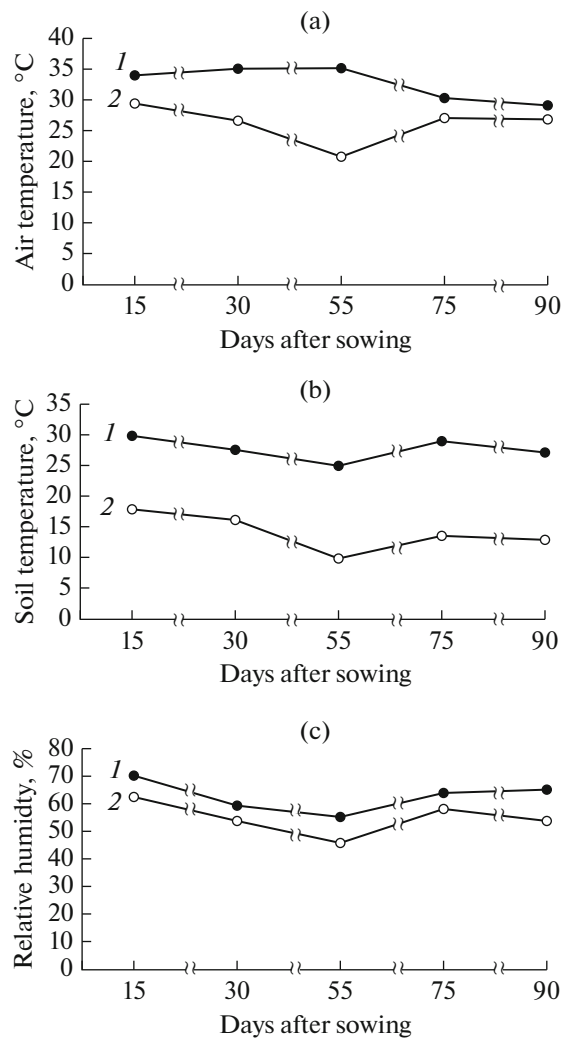 (a)
Air temperature, °C
40
35
30
25
20
15
10
5
0
1
2
15 30 55 75 90
Days after sowing
(b)
Soil temperature, °C
35
30
25
20
15
10
5
0
1
2
15 30 55 75 90
Days after sowing
(c)
Relative humidty, %
80
70
60
50
40
30
20
10
0
1
2
15 30 55 75 90
Days after sowing